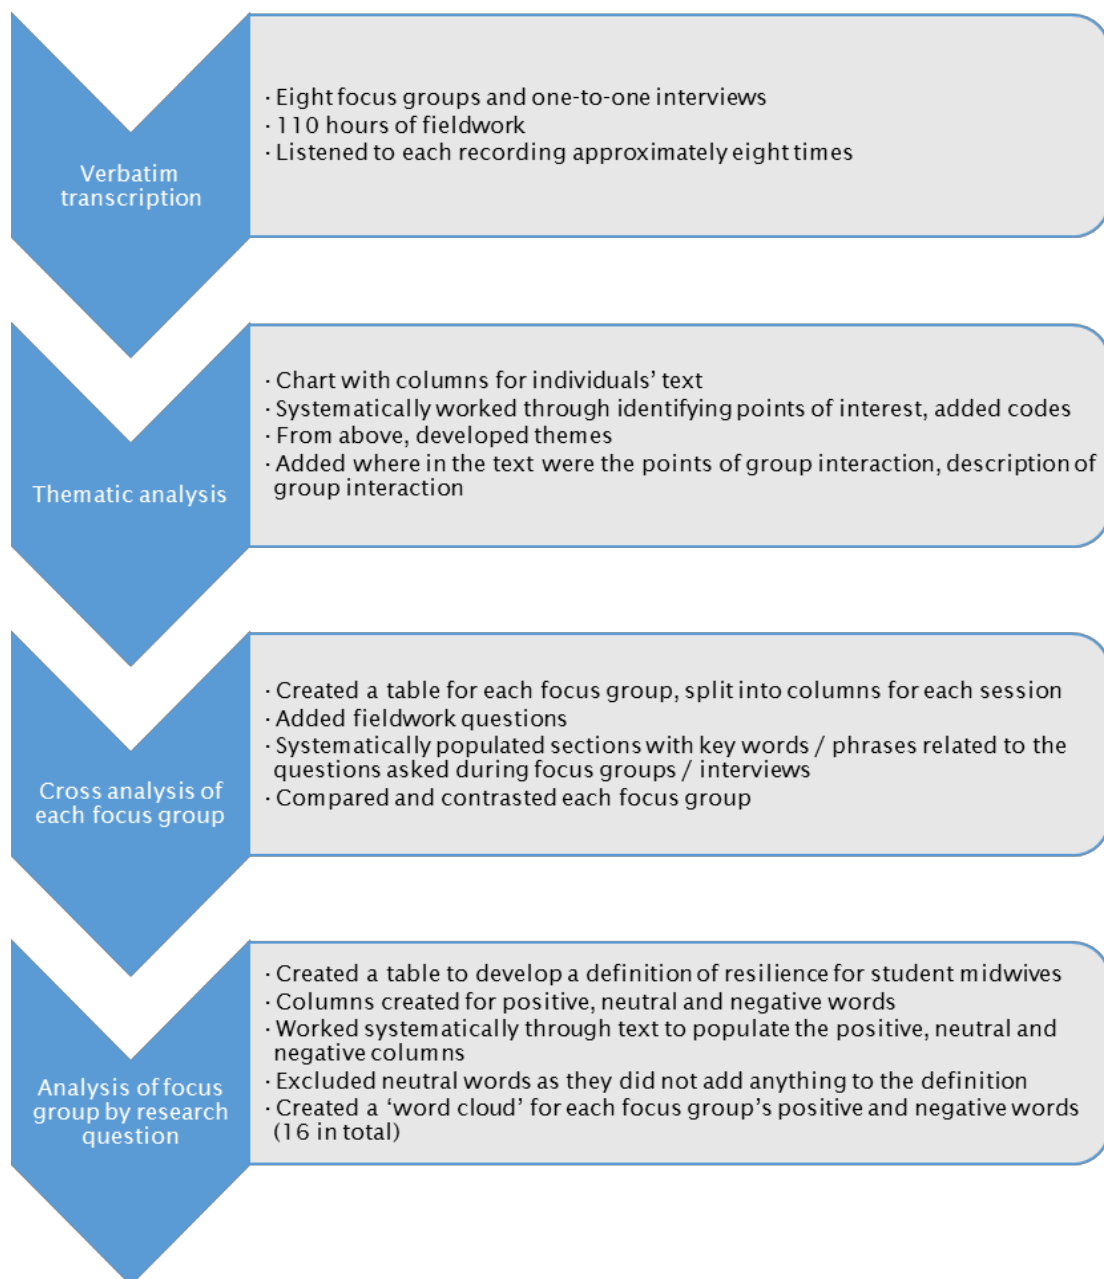 Verbatim
transcription
· Eight focus groups and one-to-one interviews
· 110 hours of fieldwork
· Listened to each recording approximately eight times
Thematic analysis
· Chart with columns for individuals’ text
· Systematically worked through identifying points of interest, added codes
· From above, developed themes
· Added where in the text were the points of group interaction, description of
group interaction
Cross analysis of
each focus group
· Created a table for each focus group, split into columns for each session
· Added fieldwork questions
· Systematically populated sections with key words / phrases related to the
questions asked during focus groups / interviews
· Compared and contrasted each focus group
Analysis of focus
group by research
question
· Created a table to develop a definition of resilience for student midwives
· Columns created for positive, neutral and negative words
· Worked systematically through text to populate the positive, neutral and
negative columns
· Excluded neutral words as they did not add anything to the definition
· Created a ‘word cloud’ for each focus group’s positive and negative words
(16 in total)